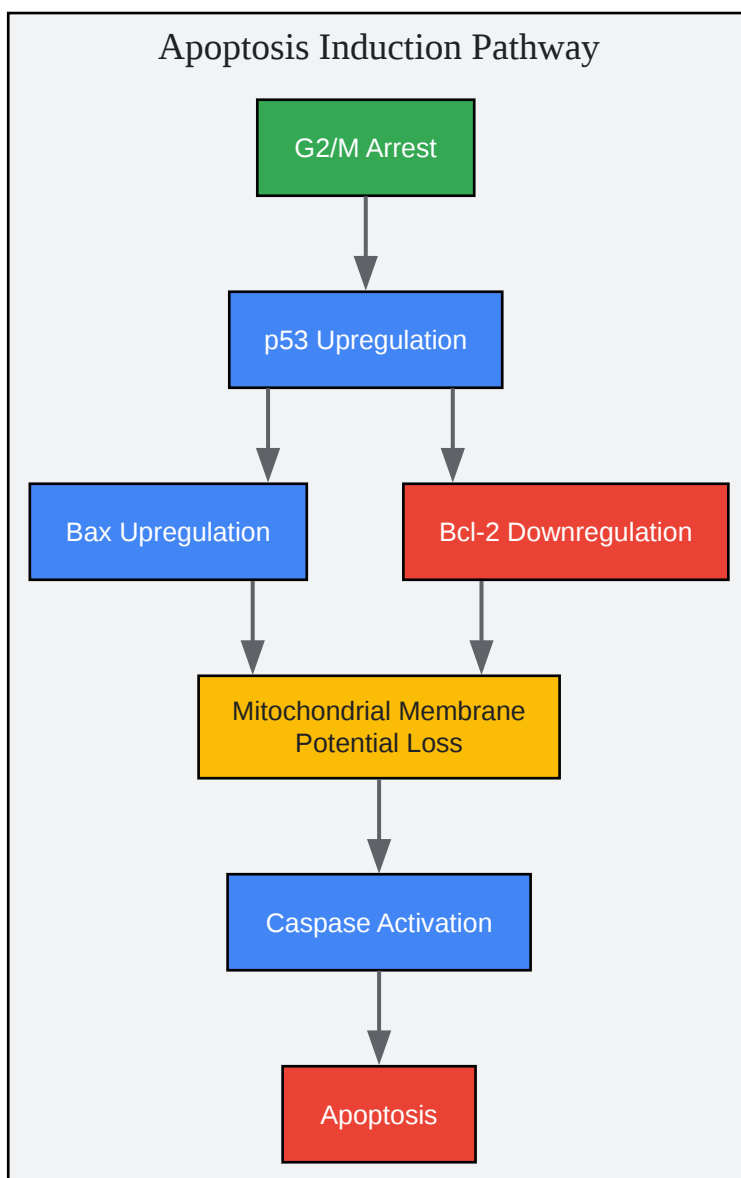 Apoptosis Induction Pathway
G2/M Arrest
p53 Upregulation
Bax Upregulation
Bcl-2 Downregulation
Mitochondrial Membrane
Potential Loss
Caspase Activation
Apoptosis